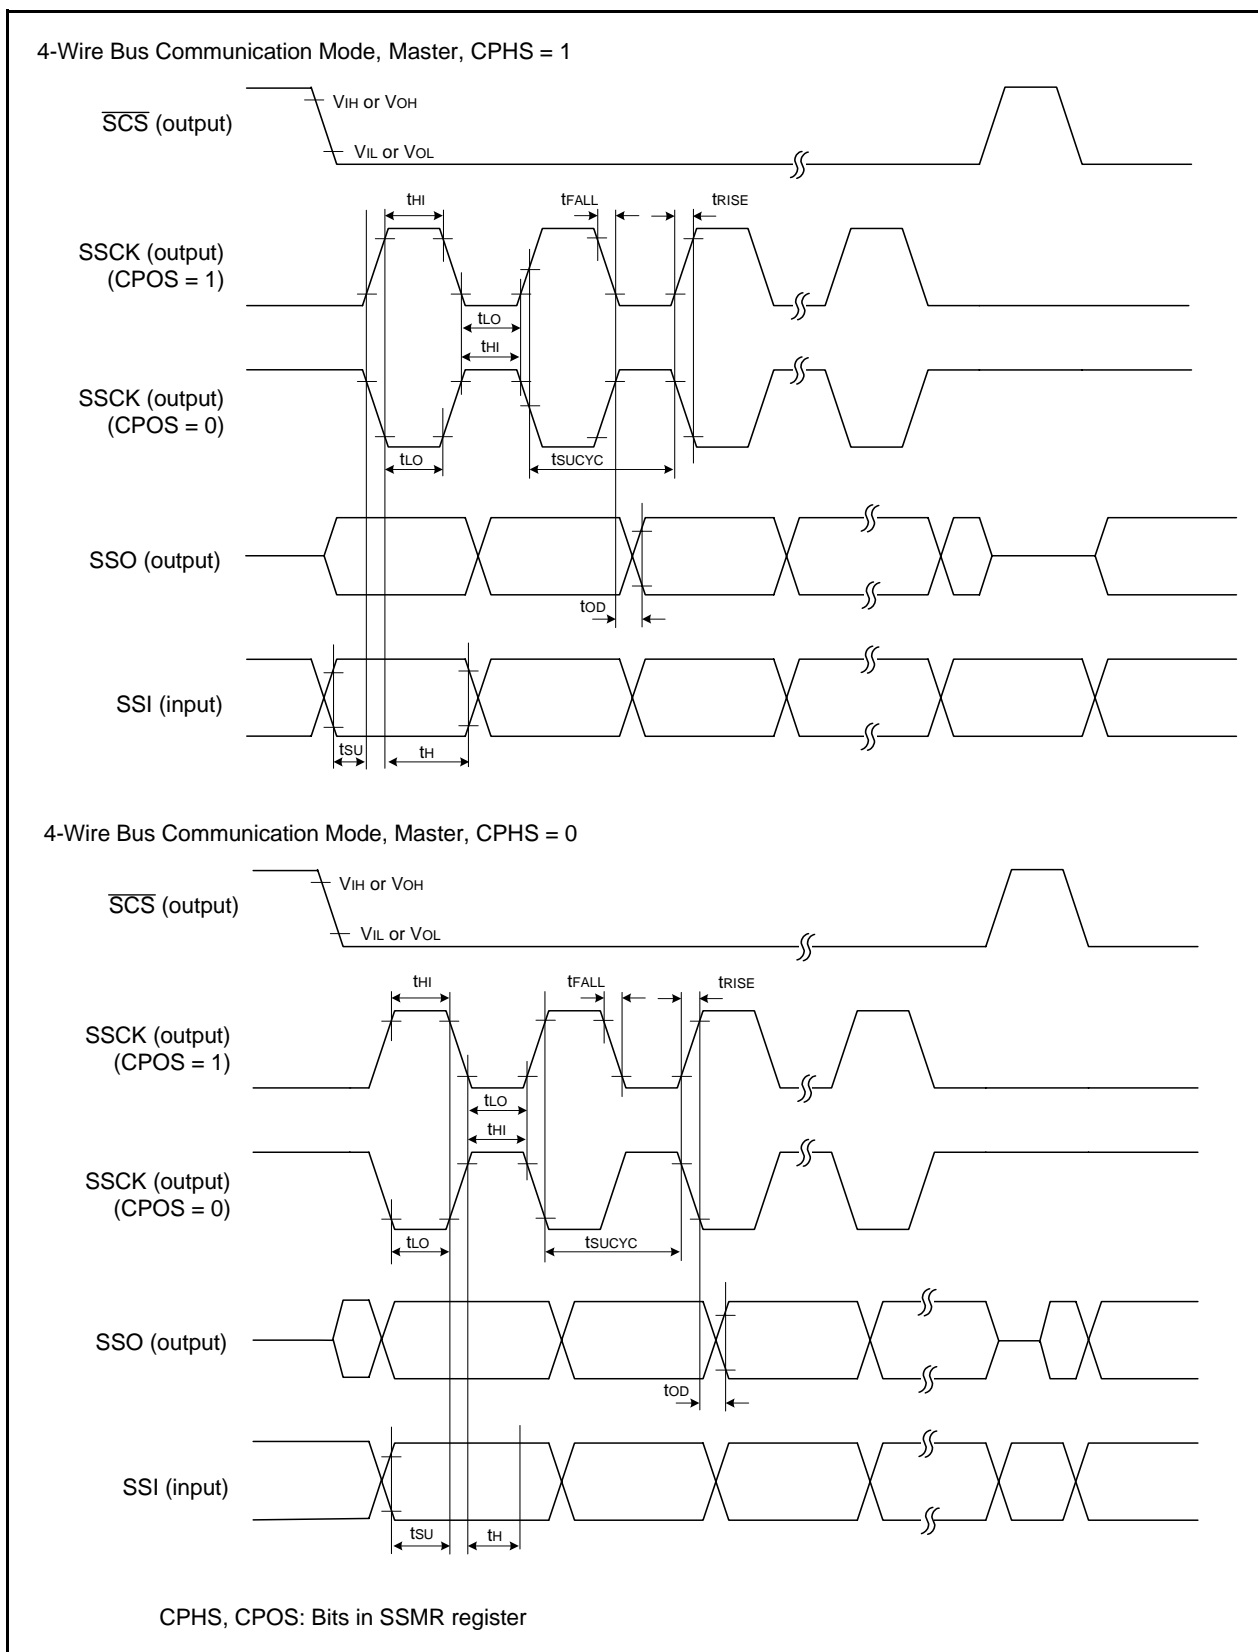 4-Wire Bus Communication Mode, Master, CPHS = 1
SCS (output)
VIH or VOH
VIL or VOL
tHI
tFALL
tRISE
SSCK (output)
(CPOS = 1)
tLO
tHI
SSCK (output)
(CPOS = 0)
tLO
tSUCYC
SSO (output)
tOD
SSI (input)
tSU
tH
4-Wire Bus Communication Mode, Master, CPHS = 0
SCS (output)
VIH or VOH
VIL or VOL
tHI
tFALL
tRISE
SSCK (output)
(CPOS = 1)
tLO
tHI
SSCK (output)
(CPOS = 0)
tLO
tSUCYC
SSO (output)
tOD
SSI (input)
tSU
tH
CPHS, CPOS: Bits in SSMR register